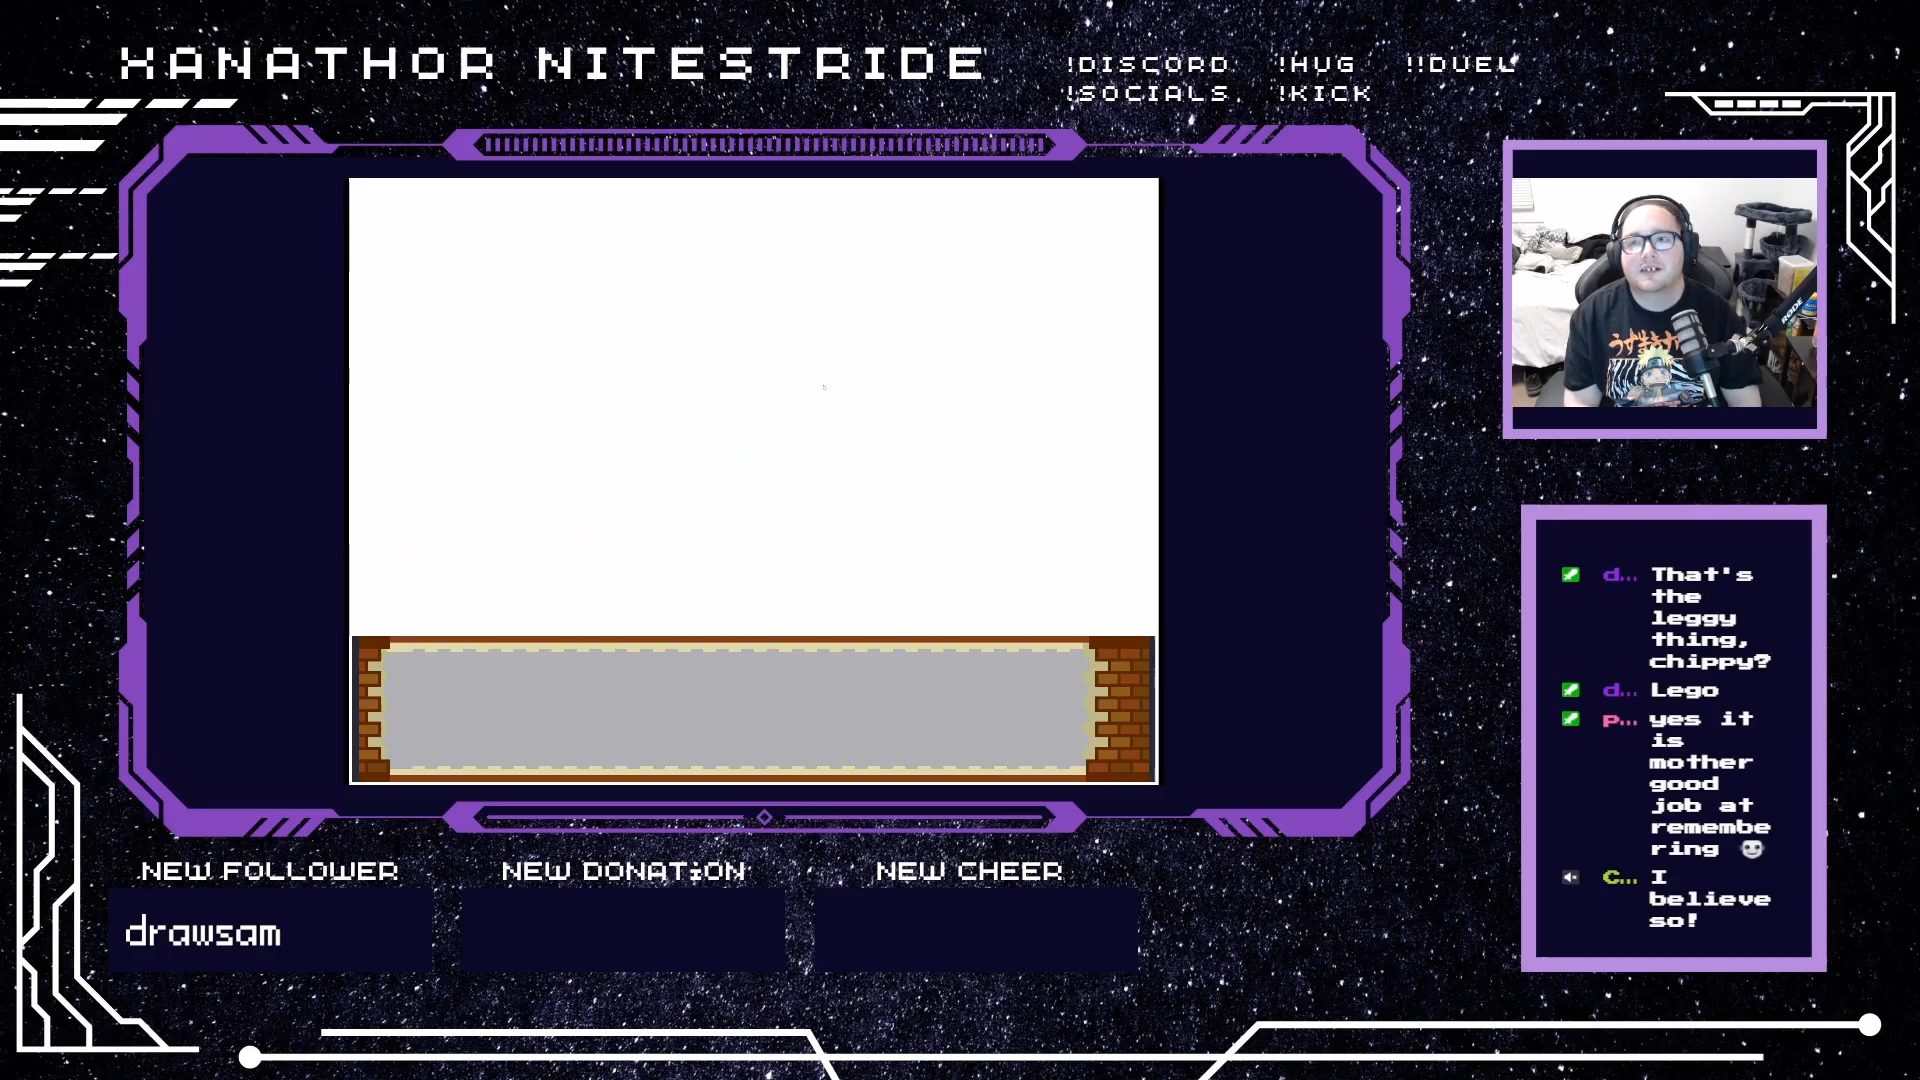 XANATHOR NITESTRIDE
!DISCORD !HUG !!DUEL
!SOCIALS !KICK
RØDE
d... That's
the
leggy
thing,
chippy?
d... Lego
p... yes it
is
mother
good
job at
remembe
ring
C... I
believe
so!
NEW FOLLOWER NEW DONATION NEW CHEER
drawsam